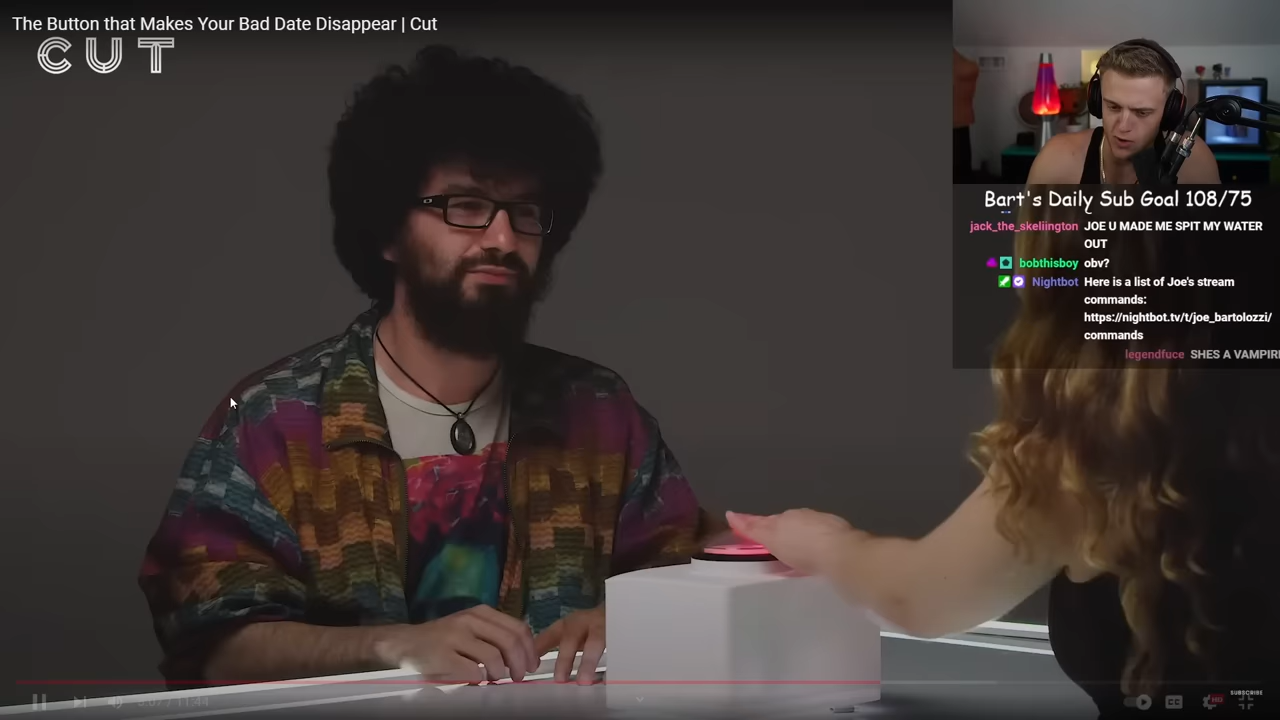 The Button that Makes Your Bad Date Disappear | Cut
CUT
Bart's Daily Sub Goal 108/75
jack_the_skeliington JOE U MADE ME SPIT MY WATER
OUT
bobthisboy obv?
Nightbot Here is a list of Joe's stream
commands:
https://nightbot.tv/t/joe_bartolozzi/
commands
legendfuce SHES A VAMPIR
CC
SUBSCRIBE